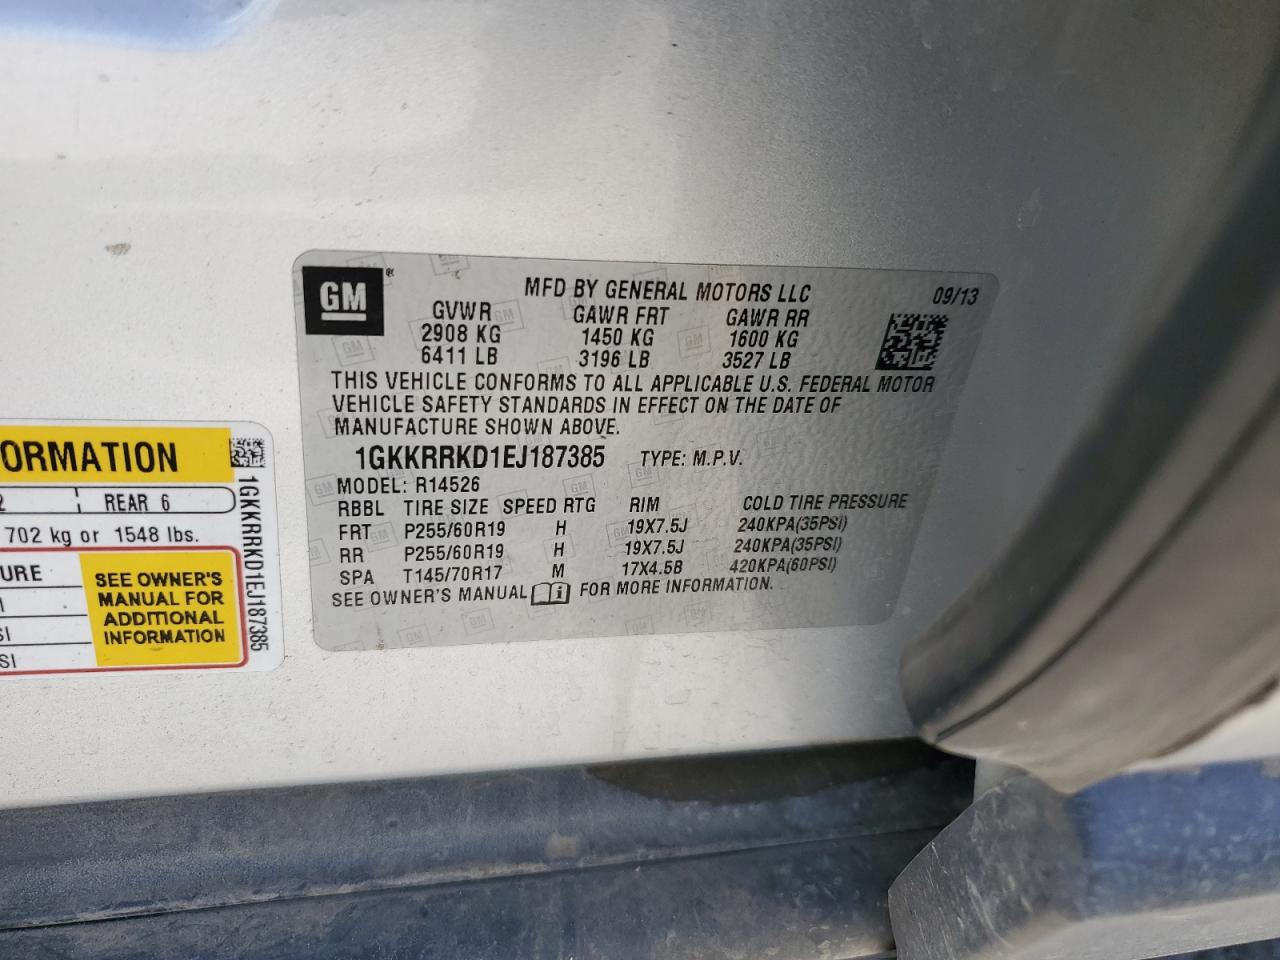 GM
MFD BY GENERAL MOTORS LLC 09/13
GVWR GAWR FRT GAWR RR
2908 KG 1450 KG 1600 KG
6411 LB 3196 LB 3527 LB
THIS VEHICLE CONFORMS TO ALL APPLICABLE U.S. FEDERAL MOTOR
VEHICLE SAFETY STANDARDS IN EFFECT ON THE DATE OF
MANUFACTURE SHOWN ABOVE.
1GKKRRKD1EJ187385 TYPE: M.P.V.
MODEL: R14526
RBBL TIRE SIZE SPEED RTG RIM COLD TIRE PRESSURE
FRT P255/60R19 H 19X7.5J 240KPA(35PSI)
RR P255/60R19 H 19X7.5J 240KPA(35PSI)
SPA T145/70R17 M 17X4.5B 420KPA(60PSI)
SEE OWNER'S MANUAL i FOR MORE INFORMATION.
ORMATION
2 REAR 6
702 kg or 1548 lbs.
URE
I
SI
SI
SEE OWNER'S
MANUAL FOR
ADDITIONAL
INFORMATION
1GKKRRKD1EJ187385